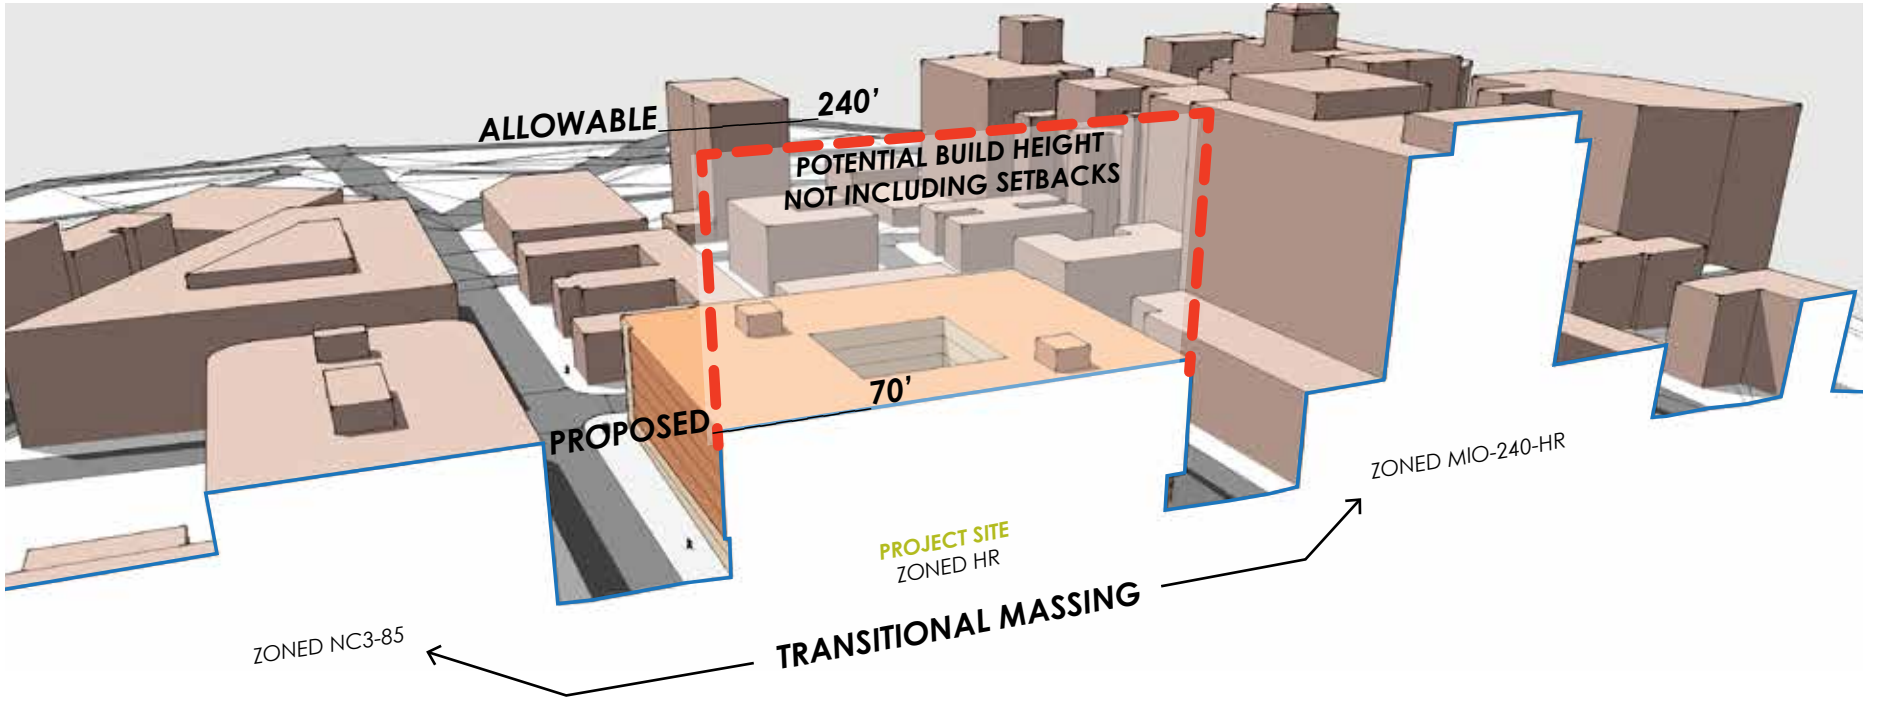 ALLOWABLE 240’
POTENTIAL BUILD HEIGHT
NOT INCLUDING SETBACKS
PROPOSED 70’
ZONED MIO-240-HR
PROJECT SITE
ZONED HR
TRANSITIONAL MASSING
ZONED NC3-85